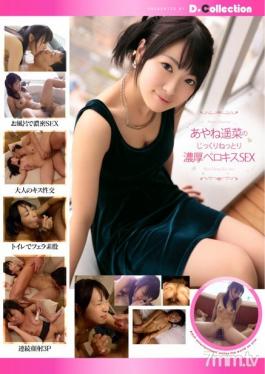 PRESENTED BY D★Collection
お風呂で濃密SEX
大人のキス性交
トイレでフェラ素股
連続顔射3P
あやね遥菜の
じっくりねっとり
濃厚ベロキスSEX
7mm.tv